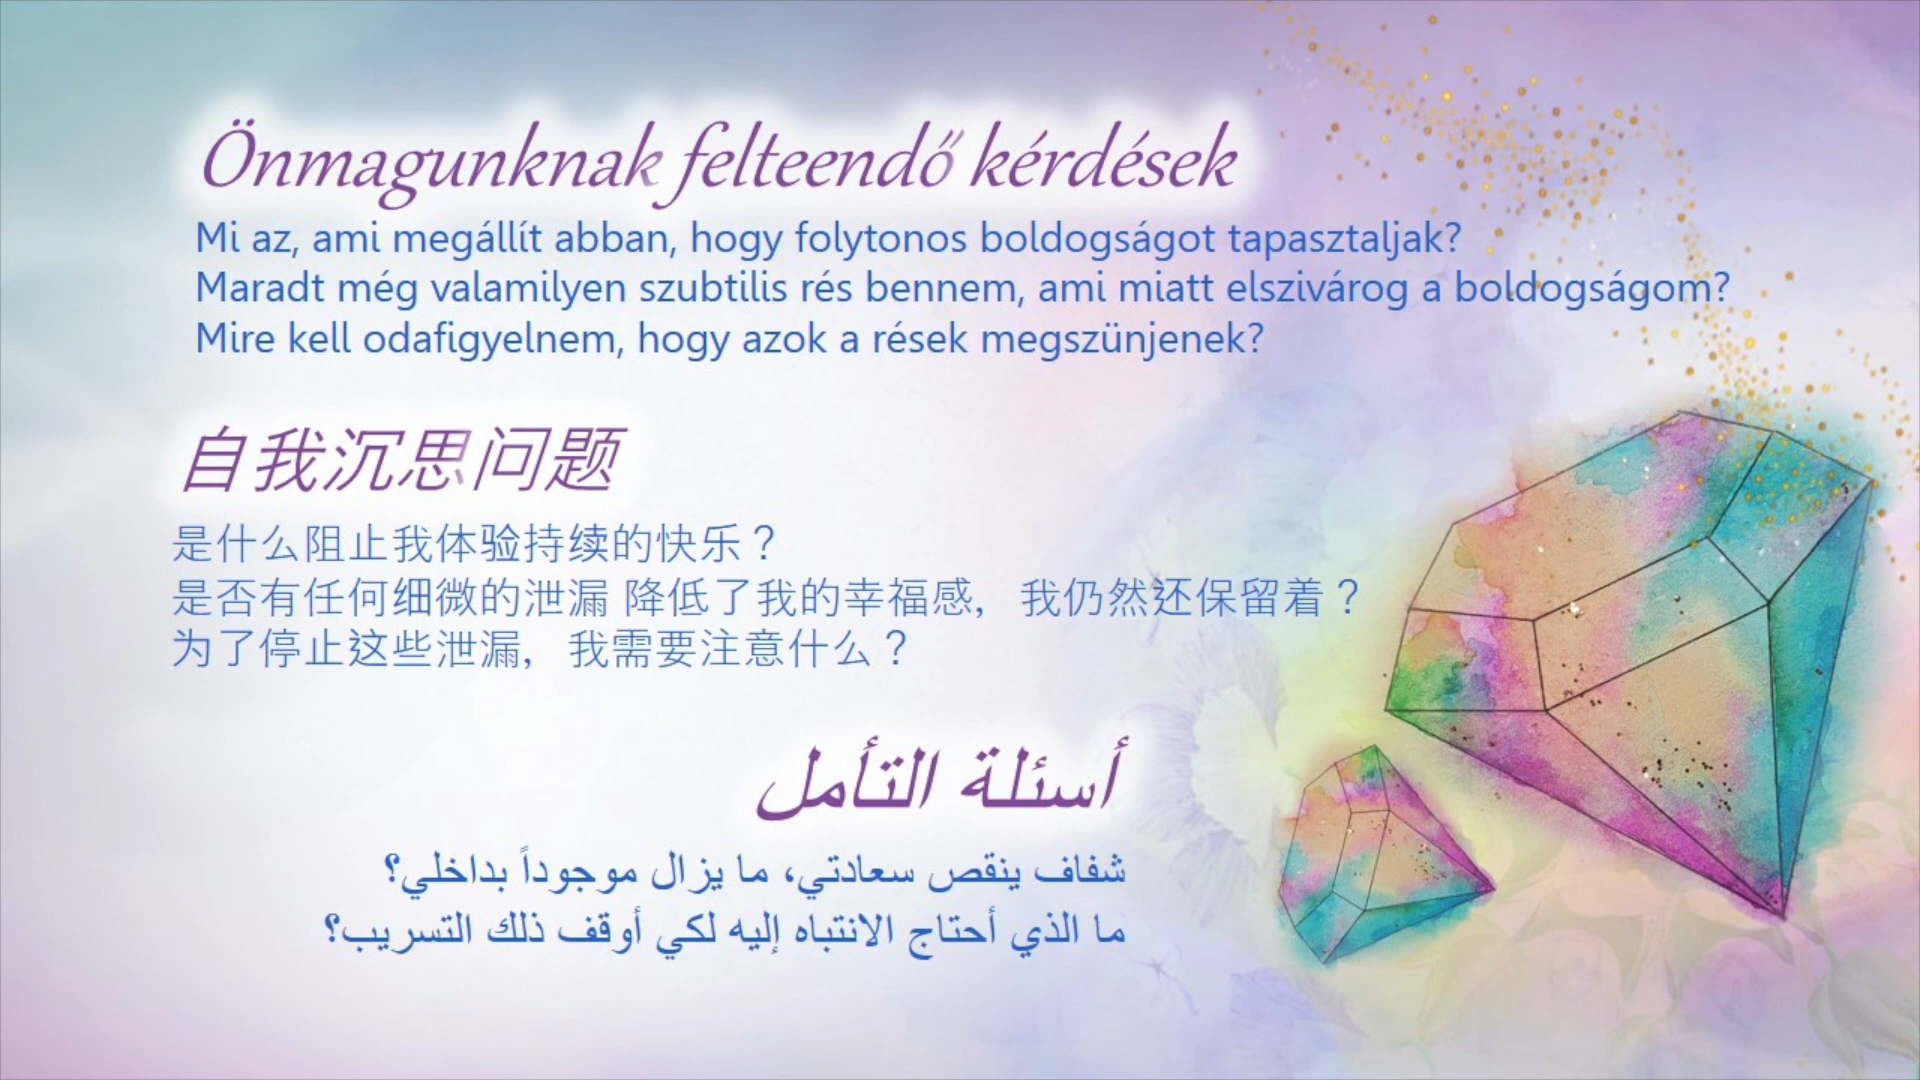 Önmagunknak felteendő kérdések
Mi az, ami megállít abban, hogy folytonos boldogságot tapasztaljak?
Maradt még valamilyen szubtilis rés bennem, ami miatt elszivárog a boldogságom?
Mire kell odafigyelnem, hogy azok a rések megszünjenek?
自我沉思问题
是什么阻止我体验持续的快乐？
是否有任何细微的泄漏 降低了我的幸福感， 我仍然还保留着？
为了停止这些泄漏， 我需要注意什么？
أسئلة التأمل
شفاف ينقص سعادتي، ما يزال موجوداً بداخلي؟
ما الذي أحتاج الانتباه إليه لكي أوقف ذلك التسريب؟